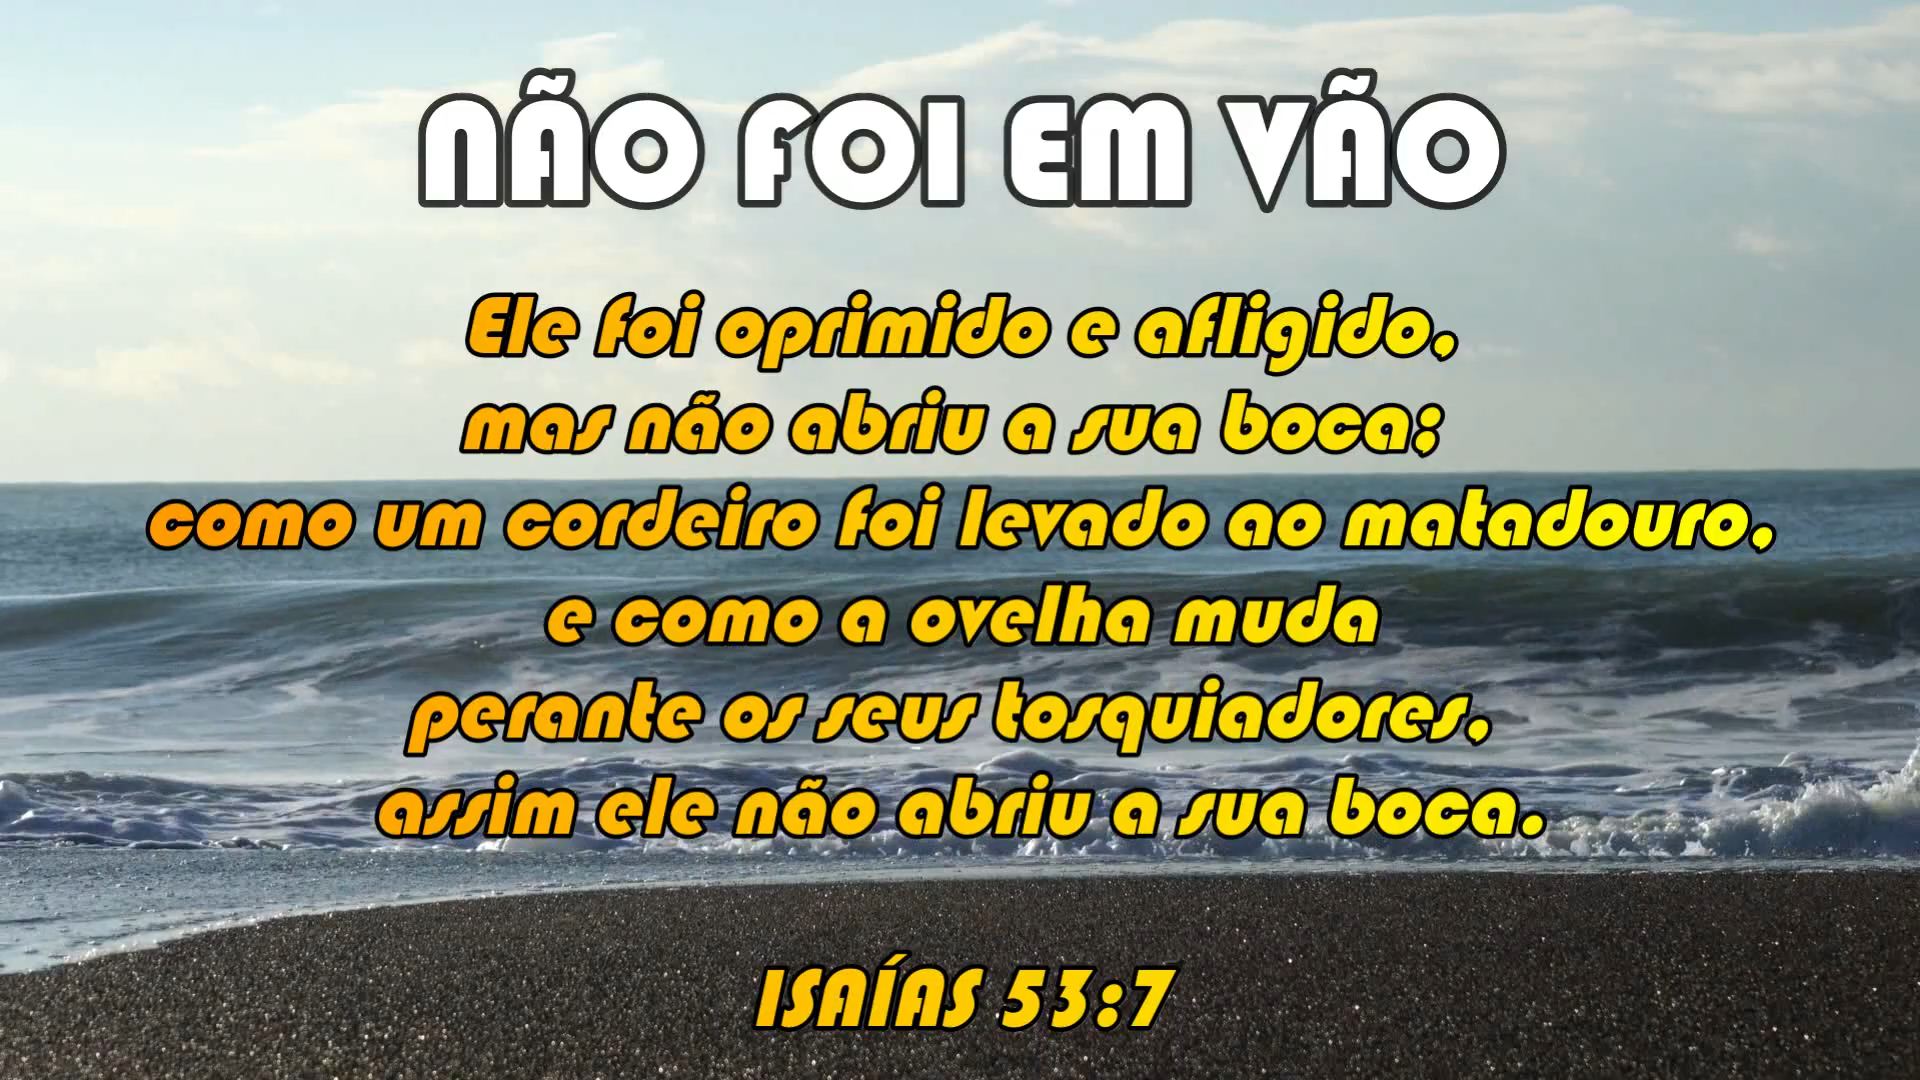 NÃO FOI EM VÃO
Ele foi oprimido e afligido,
mas não abriu a sua boca;
como um cordeiro foi levado ao matadouro,
e como a ovelha muda
perante os seus tosquiadores,
assim ele não abriu a sua boca.
ISAÍAS 53:7